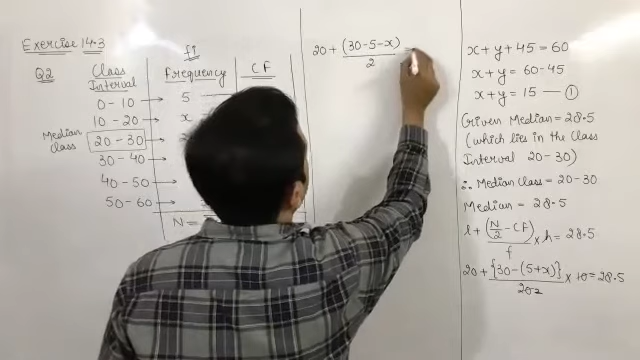 Exercise 14.3
Q2
Class
Interval
fi
Frequency
CF
0-10 → 5
10-20 → x
Median
Class
20-30 →
30-40 →
40-50 →
50-60 →
N =
20 + (30-5-x)
2
x + y + 45 = 60
x + y = 60-45
x + y = 15 — ①
Given Median = 28.5
(which lies in the Class
Interval 20-30)
∴ Median Class = 20-30
Median = 28.5
l + (N/2 - CF)/f × h = 28.5
20 + {30-(5+x)}/20 2 × 10 = 28.5